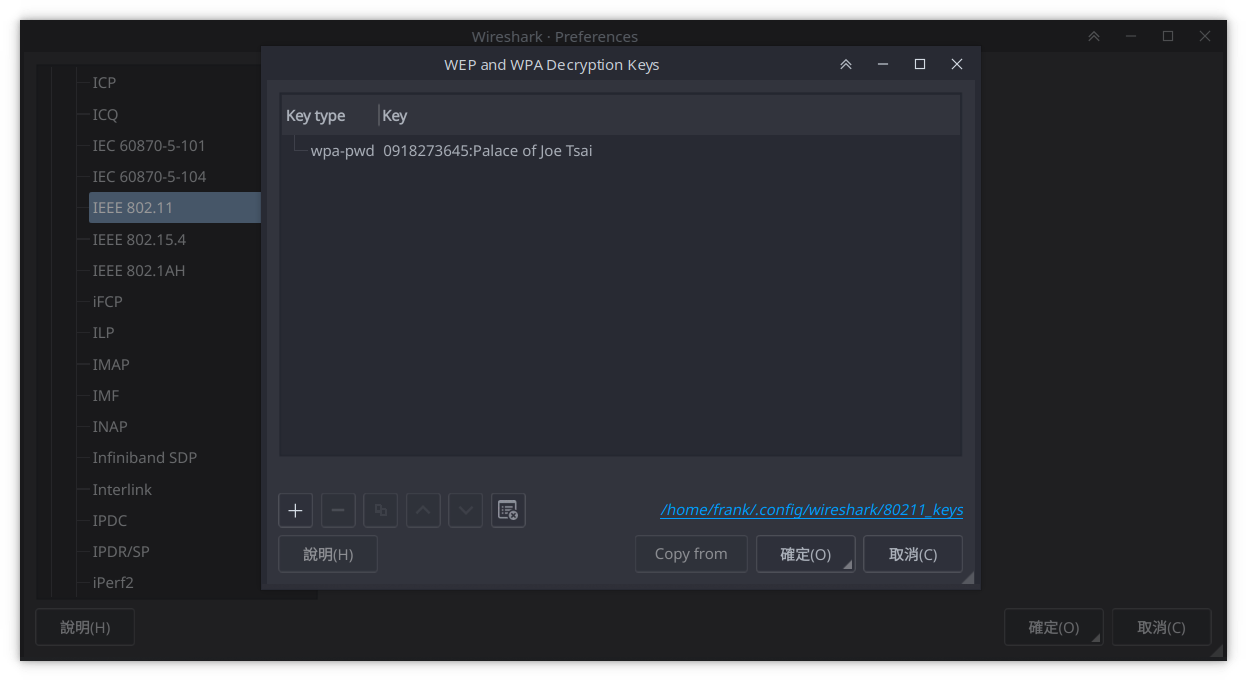 Wireshark · Preferences
WEP and WPA Decryption Keys
ICP
ICQ
IEC 60870-5-101
IEC 60870-5-104
IEEE 802.11
IEEE 802.15.4
IEEE 802.1AH
iFCP
ILP
IMAP
IMF
INAP
Infiniband SDP
Interlink
IPDC
IPDR/SP
iPerf2
Key type Key
wpa-pwd 0918273645:Palace of Joe Tsai
/home/frank/.config/wireshark/80211_keys
說明(H) Copy from 確定(O) 取消(C)
說明(H) 確定(O) 取消(C)